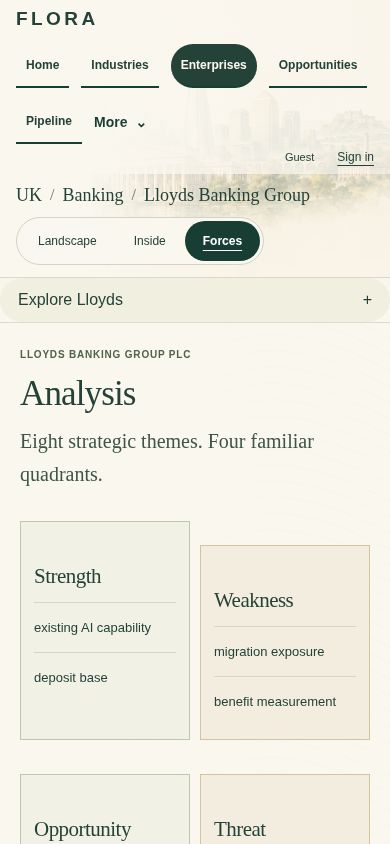 FLORA
Home
Industries
Enterprises
Opportunities
Pipeline
More
Guest
Sign in
UK / Banking / Lloyds Banking Group
Landscape
Inside
Forces
Explore Lloyds
+
LLOYDS BANKING GROUP PLC
Analysis
Eight strategic themes. Four familiar
quadrants.
Strength
existing AI capability
deposit base
Weakness
migration exposure
benefit measurement
Opportunity
Threat